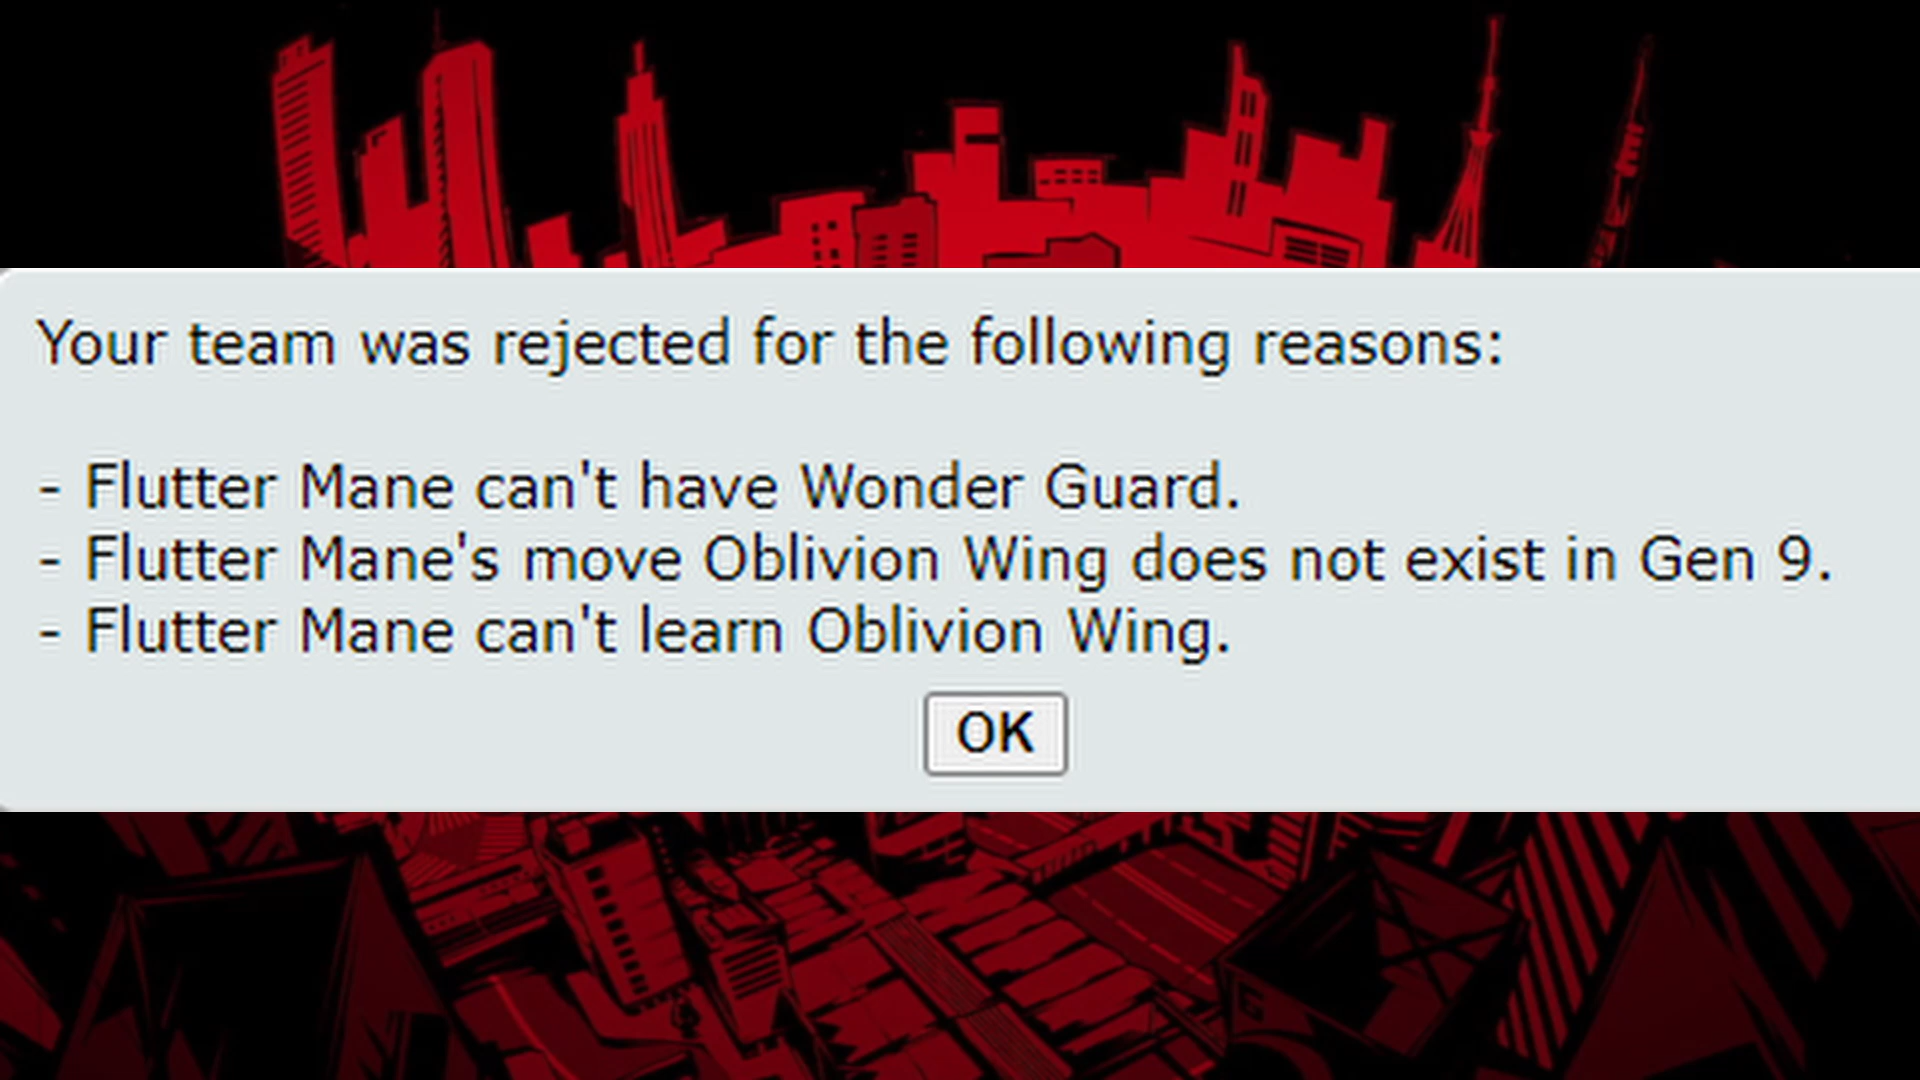 Your team was rejected for the following reasons:
- Flutter Mane can't have Wonder Guard.
- Flutter Mane's move Oblivion Wing does not exist in Gen 9.
- Flutter Mane can't learn Oblivion Wing.
OK